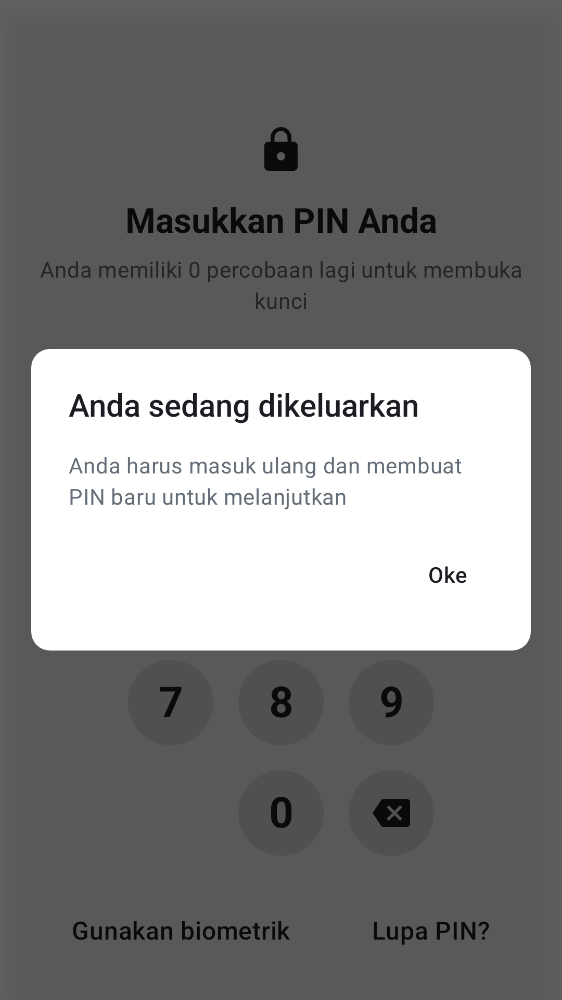 Masukkan PIN Anda
Anda memiliki 0 percobaan lagi untuk membuka
kunci
Anda sedang dikeluarkan
Anda harus masuk ulang dan membuat
PIN baru untuk melanjutkan
Oke
7 8 9
0
Gunakan biometrik Lupa PIN?